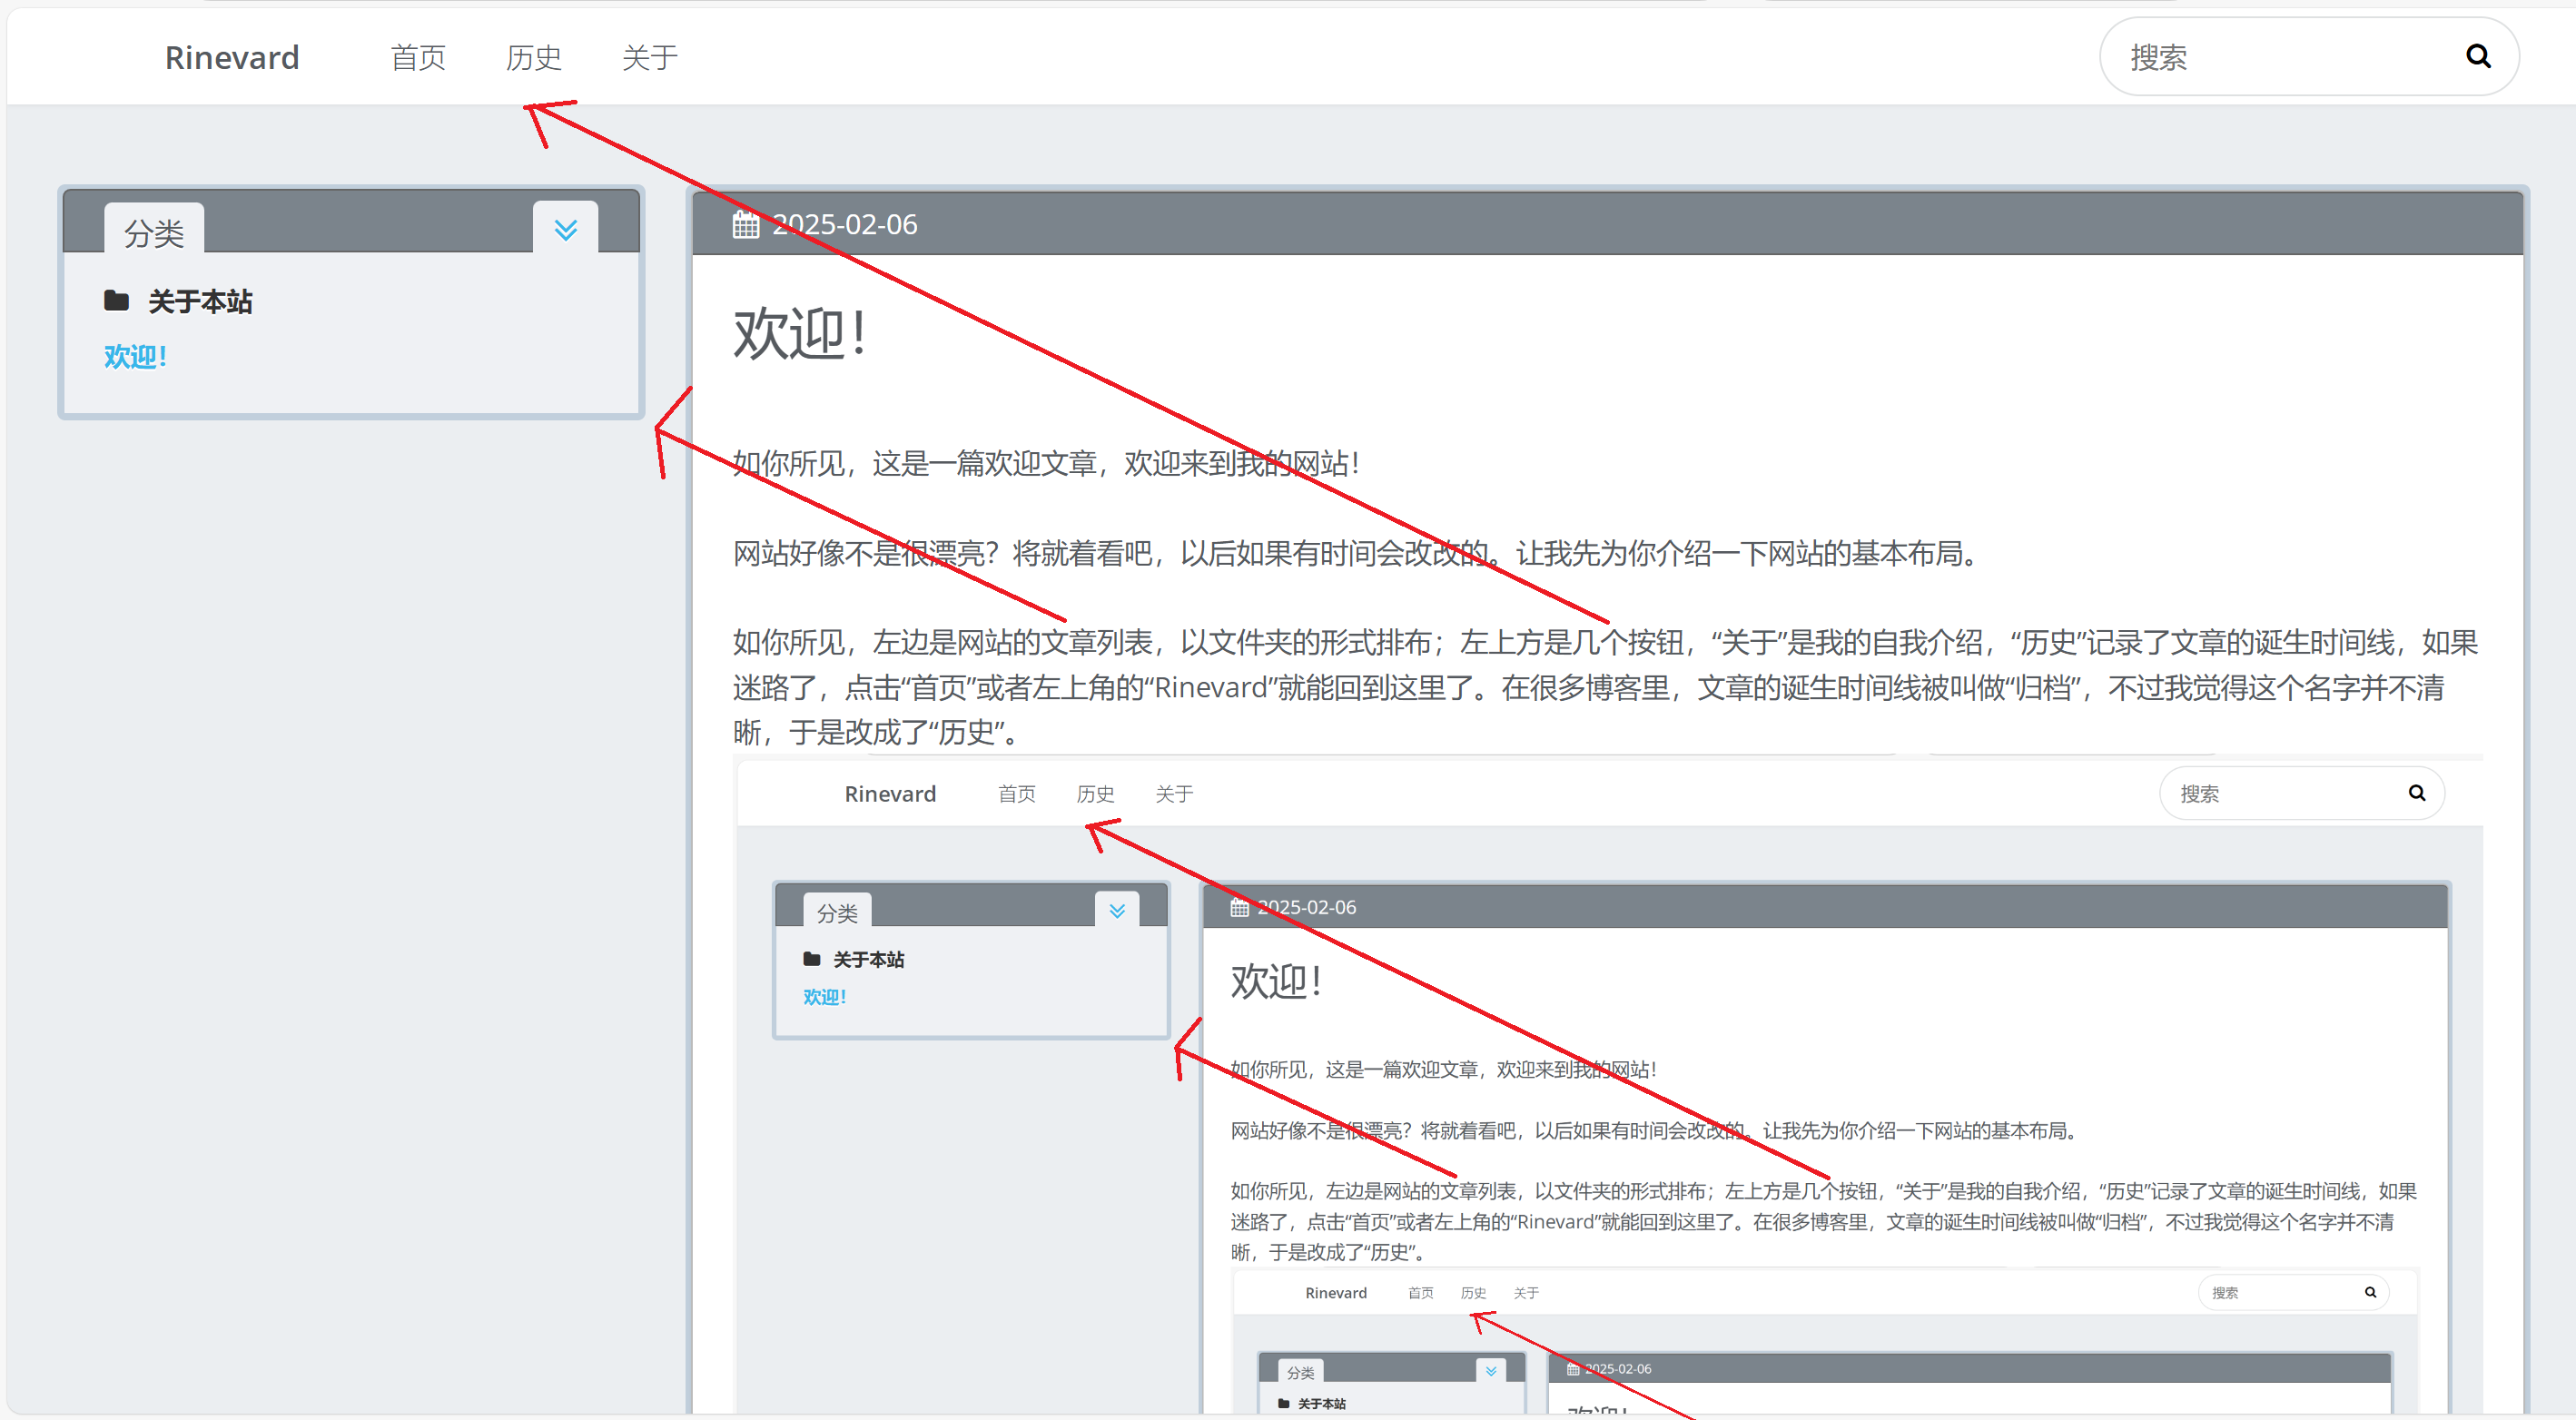 Rinevard 首页 历史 关于 搜索
分类
关于本站
欢迎！
2025-02-06
欢迎！
如你所见，这是一篇欢迎文章，欢迎来到我的网站！
网站好像不是很漂亮？将就着看吧，以后如果有时间会改改的。让我先为你介绍一下网站的基本布局。
如你所见，左边是网站的文章列表，以文件夹的形式排布；左上方是几个按钮，“关于”是我的自我介绍，“历史”记录了文章的诞生时间线，如果
迷路了，点击“首页”或者左上角的“Rinevard”就能回到这里了。在很多博客里，文章的诞生时间线被叫做“归档”，不过我觉得这个名字并不清
晰，于是改成了“历史”。
Rinevard 首页 历史 关于 搜索
分类
关于本站
欢迎！
2025-02-06
欢迎！
如你所见，这是一篇欢迎文章，欢迎来到我的网站！
网站好像不是很漂亮？将就着看吧，以后如果有时间会改改的。让我先为你介绍一下网站的基本布局。
如你所见，左边是网站的文章列表，以文件夹的形式排布；左上方是几个按钮，“关于”是我的自我介绍，“历史”记录了文章的诞生时间线，如果
迷路了，点击“首页”或者左上角的“Rinevard”就能回到这里了。在很多博客里，文章的诞生时间线被叫做“归档”，不过我觉得这个名字并不清
晰，于是改成了“历史”。
Rinevard 首页 历史 关于 搜索
分类
关于本站
2025-02-06